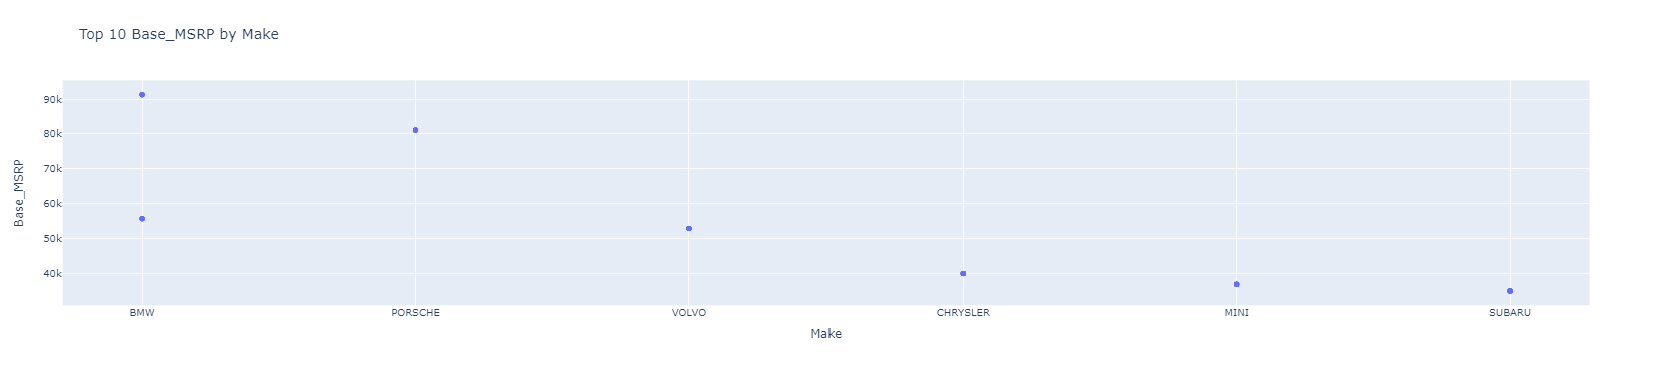 Top 10 Base_MSRP by Make
90k
80k
70k
60k
50k
40k
Base_MSRP
BMW PORSCHE VOLVO CHRYSLER MINI SUBARU
Make